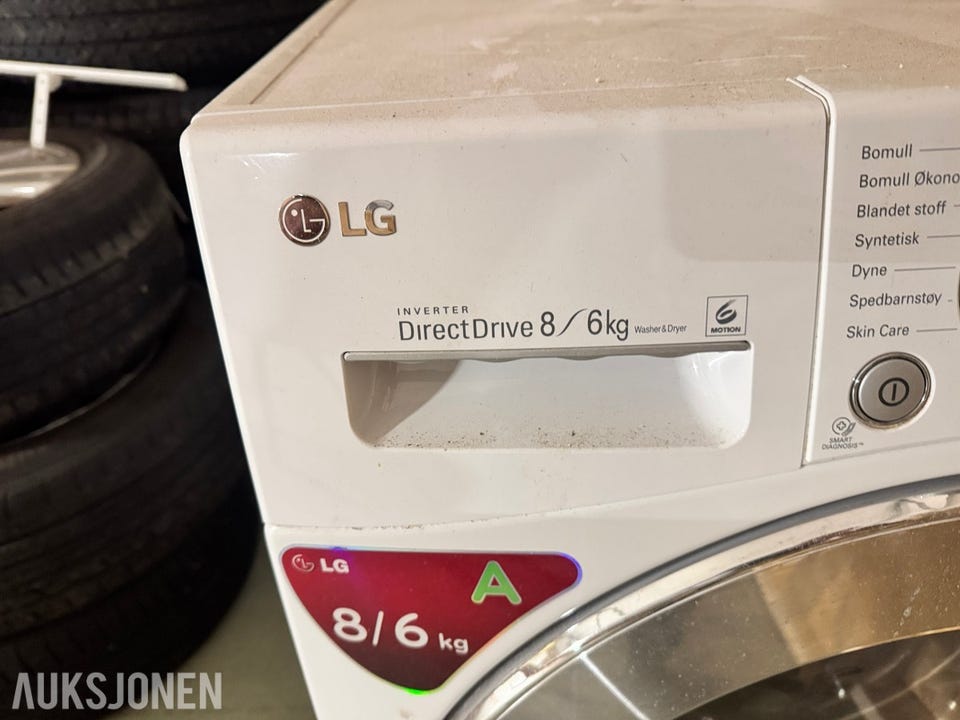 LG
INVERTER
DirectDrive 8/6kg Washer & Dryer
6 MOTION
Bomull
Bomull Økono
Blandet stoff
Syntetisk
Dyne
Spedbarnstøy
Skin Care
SMART
DIAGNOSIS™
LG
A
8/6 kg
AUKSJONEN